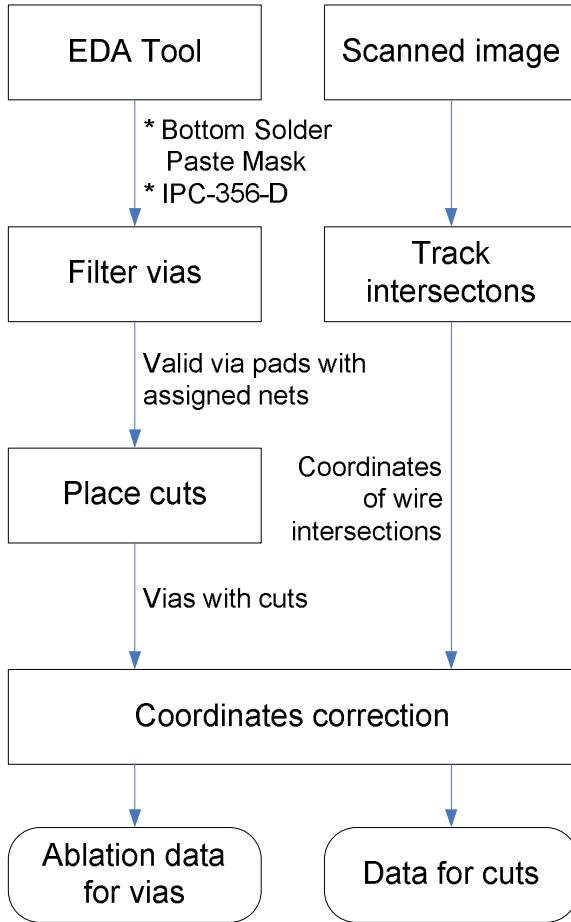 EDA Tool
Scanned image
* Bottom Solder
Paste Mask
* IPC-356-D
Filter vias
Track
intersectons
Valid via pads with
assigned nets
Place cuts
Coordinates
of wire
intersections
Vias with cuts
Coordinates correction
Ablation data
for vias
Data for cuts